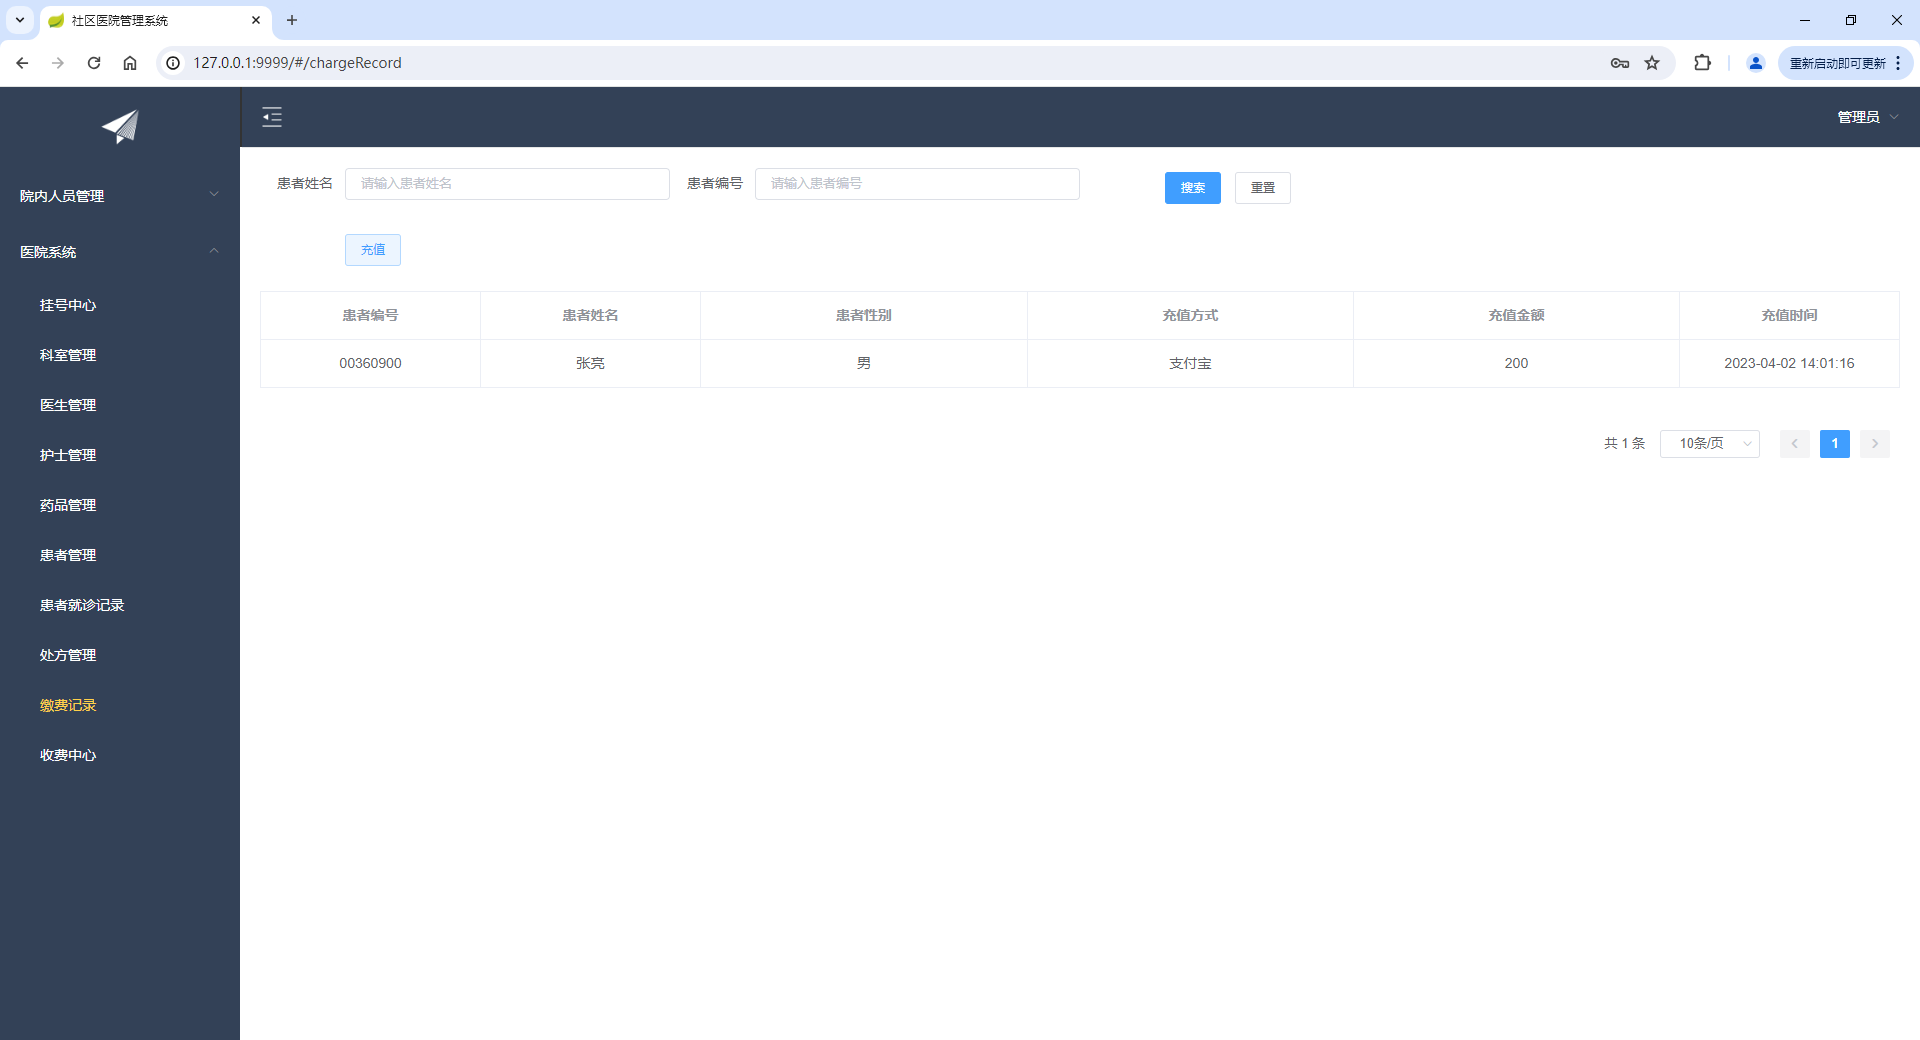 社区医院管理系统
127.0.0.1:9999/#/chargeRecord
重新启动即可更新
管理员
院内人员管理
医院系统
挂号中心
科室管理
医生管理
护士管理
药品管理
患者管理
患者就诊记录
处方管理
缴费记录
收费中心
患者姓名 请输入患者姓名 患者编号 请输入患者编号 搜索 重置
充值
患者编号 患者姓名 患者性别 充值方式 充值金额 充值时间
00360900 张亮 男 支付宝 200 2023-04-02 14:01:16
共 1 条 10条/页 1